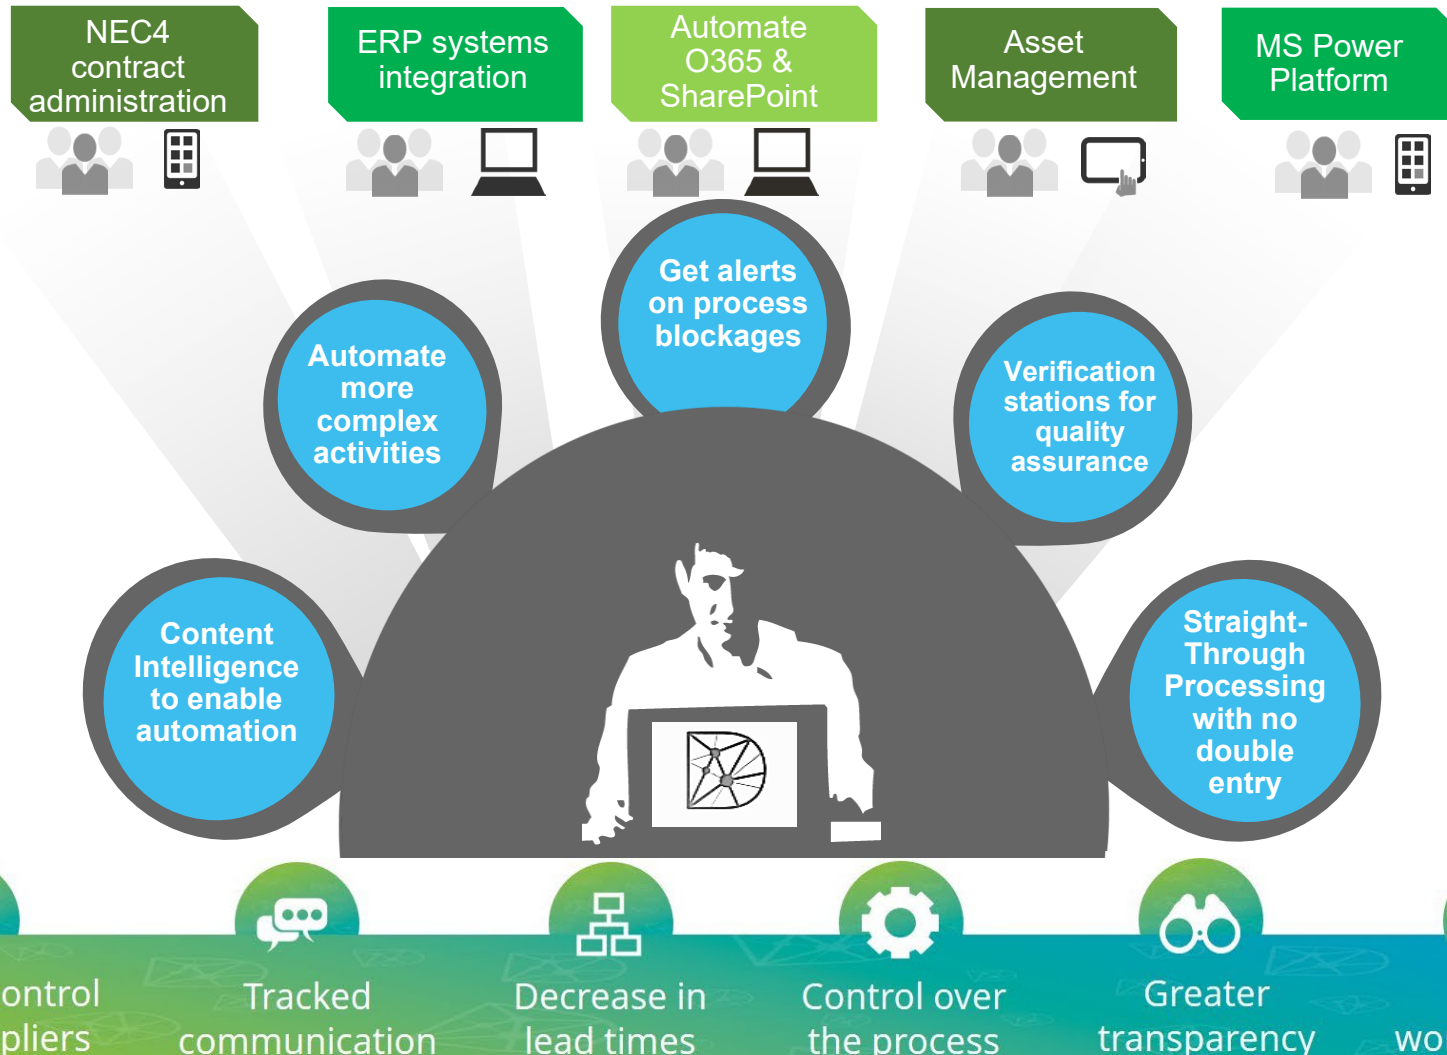 NEC4
contract
administration
ERP systems
integration
Automate
O365 &
SharePoint
Asset
Management
MS Power
Platform
Get alerts
on process
blockages
Automate
more
complex
activities
Verification
stations for
quality
assurance
Content
Intelligence
to enable
automation
Straight-
Through
Processing
with no
double
entry
ontrol
pliers
Tracked
communication
Decrease in
lead times
Control over
the process
Greater
transparency
wo